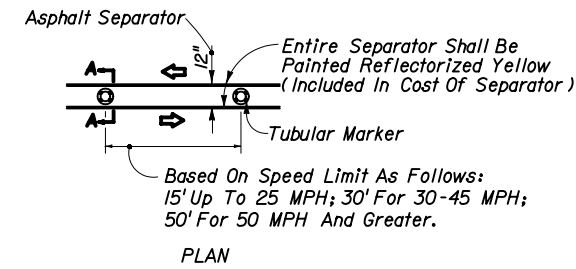 Asphalt Separator
12"
Entire Separator Shall Be
Painted Reflectorized Yellow
(Included In Cost Of Separator)
A
A
Tubular Marker
Based On Speed Limit As Follows:
15' Up To 25 MPH; 30' For 30-45 MPH;
50' For 50 MPH And Greater.
PLAN